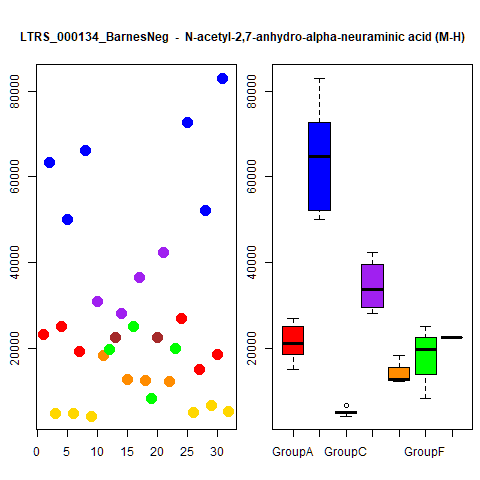 LTRS_000134_BarnesNeg - N-acetyl-2,7-anhydro-alpha-neuraminic acid (M-H)
80000
60000
40000
20000
0 5 10 15 20 25 30
80000
60000
40000
20000
GroupA GroupC GroupF